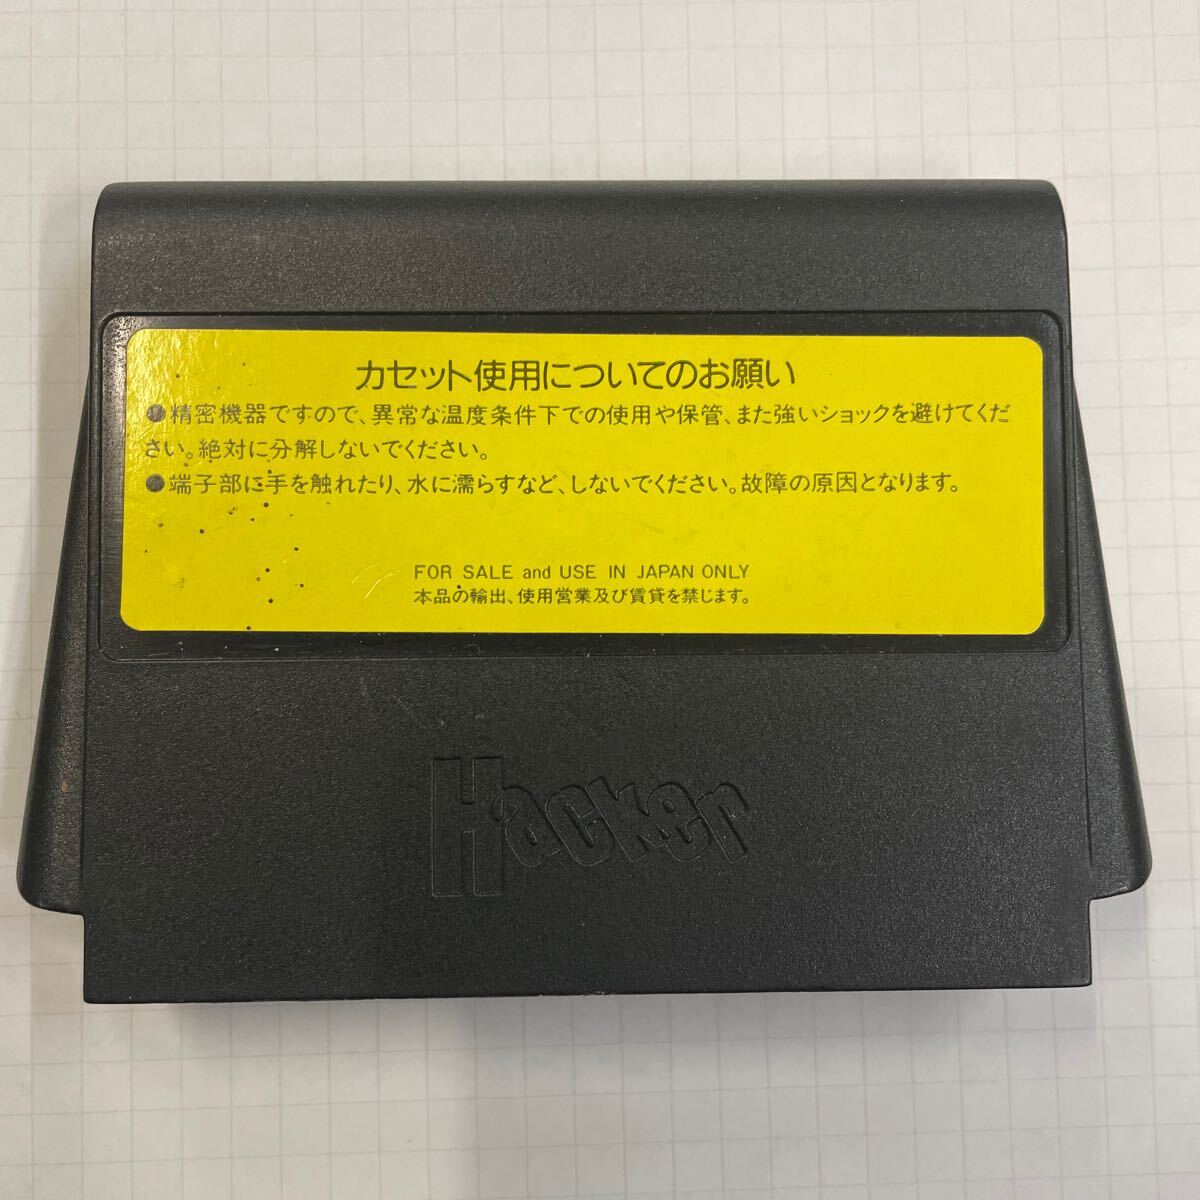 カセット使用についてのお願い
●精密機器ですので、異常な温度条件下での使用や保管、また強いショックを避けてくだ
さい。絶対に分解しないでください。
●端子部に手を触れたり、水に濡らすなど、しないでください。故障の原因となります。
FOR SALE and USE IN JAPAN ONLY
本品の輸出、使用営業及び賃貸を禁じます。
Hacker